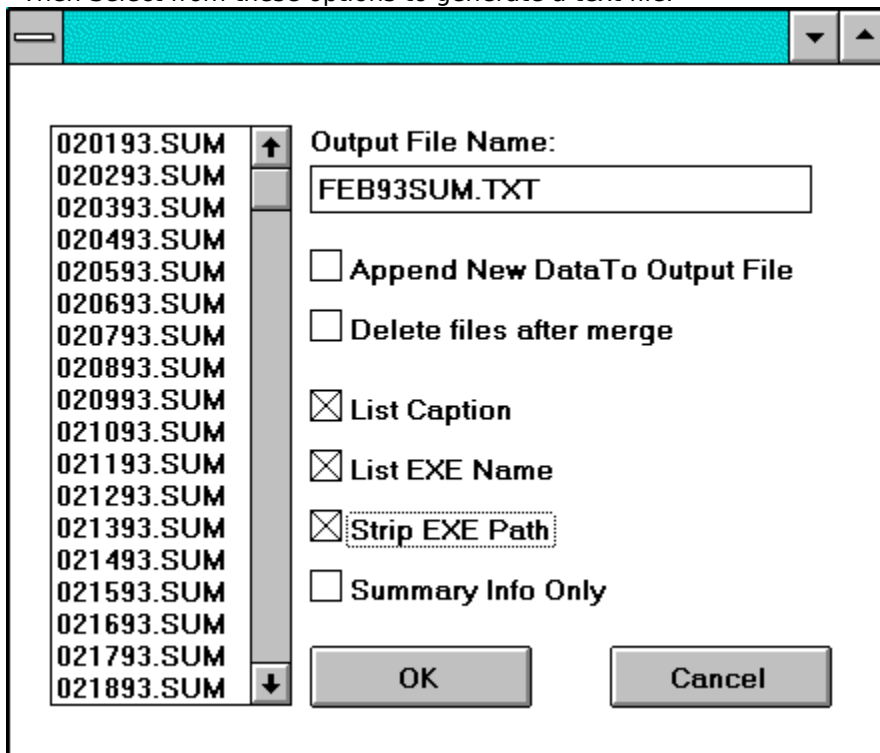 Then Select from these options to generate a text file.
020193.SUM
020293.SUM
020393.SUM
020493.SUM
020593.SUM
020693.SUM
020793.SUM
020893.SUM
020993.SUM
021093.SUM
021193.SUM
021293.SUM
021393.SUM
021493.SUM
021593.SUM
021693.SUM
021793.SUM
021893.SUM
Output File Name:
FEB93SUM.TXT
Append New DataTo Output File
Delete files after merge
List Caption
List EXE Name
Strip EXE Path
Summary Info Only
OK
Cancel